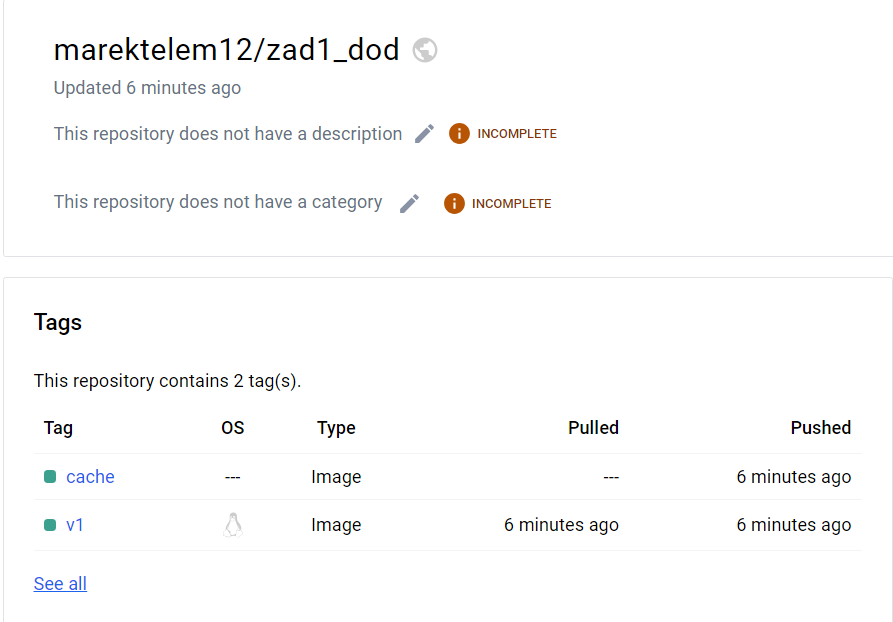 marektelem12/zad1_dod
Updated 6 minutes ago
This repository does not have a description INCOMPLETE
This repository does not have a category INCOMPLETE
Tags
This repository contains 2 tag(s).
Tag OS Type Pulled Pushed
cache --- Image --- 6 minutes ago
v1 Image 6 minutes ago 6 minutes ago
See all